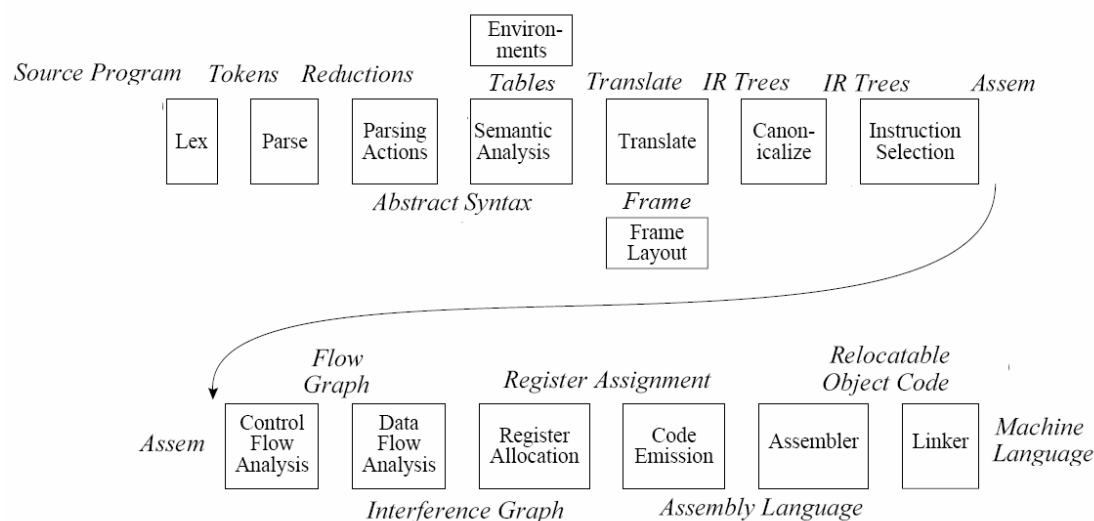 Environ-
ments
Source Program Tokens Reductions Tables Translate IR Trees IR Trees Assem
Lex
Parse
Parsing
Actions
Semantic
Analysis
Translate
Canon-
icalize
Instruction
Selection
Abstract Syntax
Frame
Frame
Layout
Flow
Graph
Register Assignment
Relocatable
Object Code
Assem
Control
Flow
Analysis
Data
Flow
Analysis
Register
Allocation
Code
Emission
Assembler
Linker
Machine
Language
Interference Graph
Assembly Language